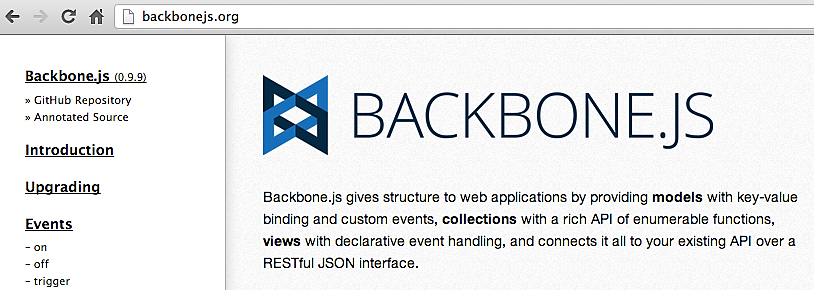 backbonejs.org
Backbone.js (0.9.9)
» GitHub Repository
» Annotated Source
Introduction
Upgrading
Events
– on
– off
– trigger
BACKBONE.JS
Backbone.js gives structure to web applications by providing models with key-value
binding and custom events, collections with a rich API of enumerable functions,
views with declarative event handling, and connects it all to your existing API over a
RESTful JSON interface.